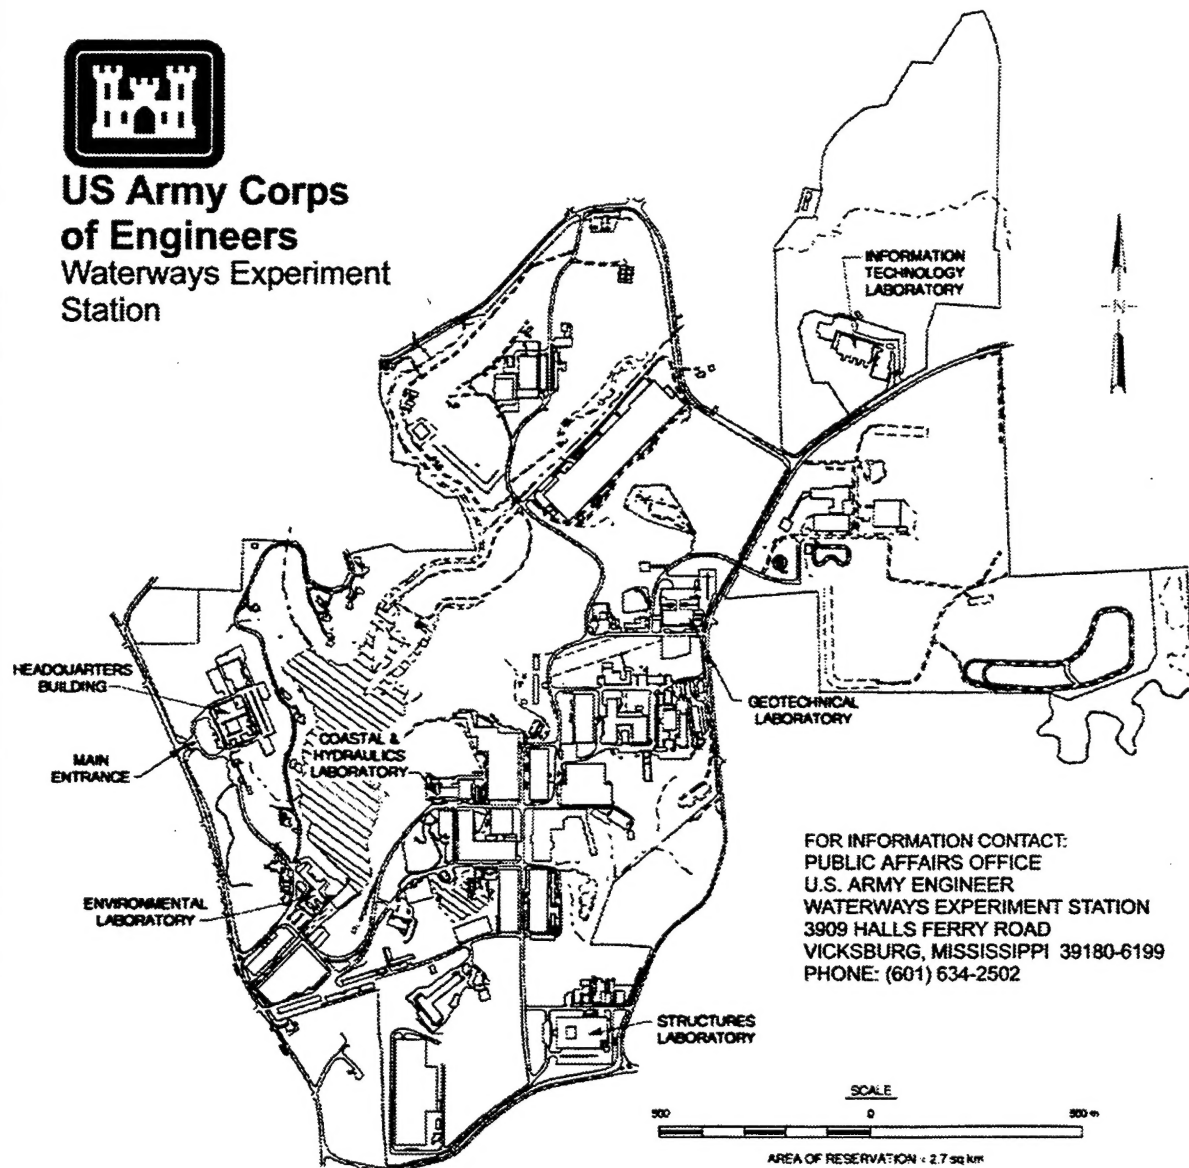 US Army Corps
of Engineers
Waterways Experiment
Station
INFORMATION
TECHNOLOGY
LABORATORY
N
HEADQUARTERS
BUILDING
MAIN
ENTRANCE
COASTAL &
HYDRAULICS
LABORATORY
GEOTECHNICAL
LABORATORY
ENVIRONMENTAL
LABORATORY
STRUCTURES
LABORATORY
FOR INFORMATION CONTACT:
PUBLIC AFFAIRS OFFICE
U.S. ARMY ENGINEER
WATERWAYS EXPERIMENT STATION
3909 HALLS FERRY ROAD
VICKSBURG, MISSISSIPPI 39180-6199
PHONE: (601) 634-2502
SCALE
500 0 500 m
AREA OF RESERVATION = 2.7 sq km